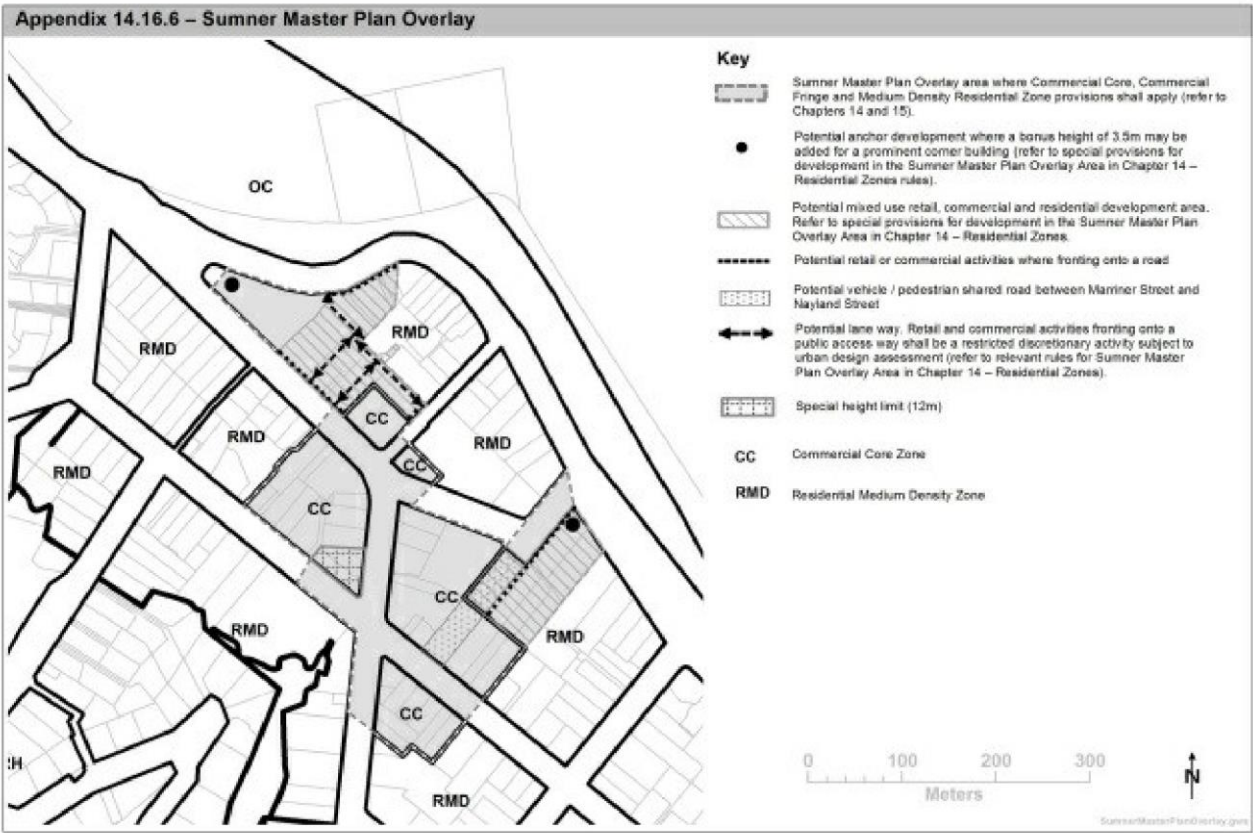 Appendix 14.16.6 – Sumner Master Plan Overlay
Key
Sumner Master Plan Overlay area where Commercial Core, Commercial
Fringe and Medium Density Residential Zone provisions shall apply (refer to
Chapters 14 and 15).
Potential anchor development where a bonus height of 3.5m may be
added for a prominent corner building (refer to special provisions for
development in the Sumner Master Plan Overlay Area in Chapter 14 –
Residential Zones rules).
Potential mixed use retail, commercial and residential development area.
Refer to special provisions for development in the Sumner Master Plan
Overlay Area in Chapter 14 – Residential Zones.
Potential retail or commercial activities where fronting onto a road
Potential vehicle / pedestrian shared road between Marriner Street and
Nayland Street
Potential lane way. Retail and commercial activities fronting onto a
public access way shall be a restricted discretionary activity subject to
urban design assessment (refer to relevant rules for Sumner Master
Plan Overlay Area in Chapter 14 – Residential Zones).
Special height limit (12m)
CC Commercial Core Zone
RMD Residential Medium Density Zone
OC
RMD
RMD
CC
RMD
RMD
CC
RMD
CC
CC
RMD
RMD
CC
RH
RMD
0 100 200 300
Meters
N
SumnerMasterPlanOverlay.gws